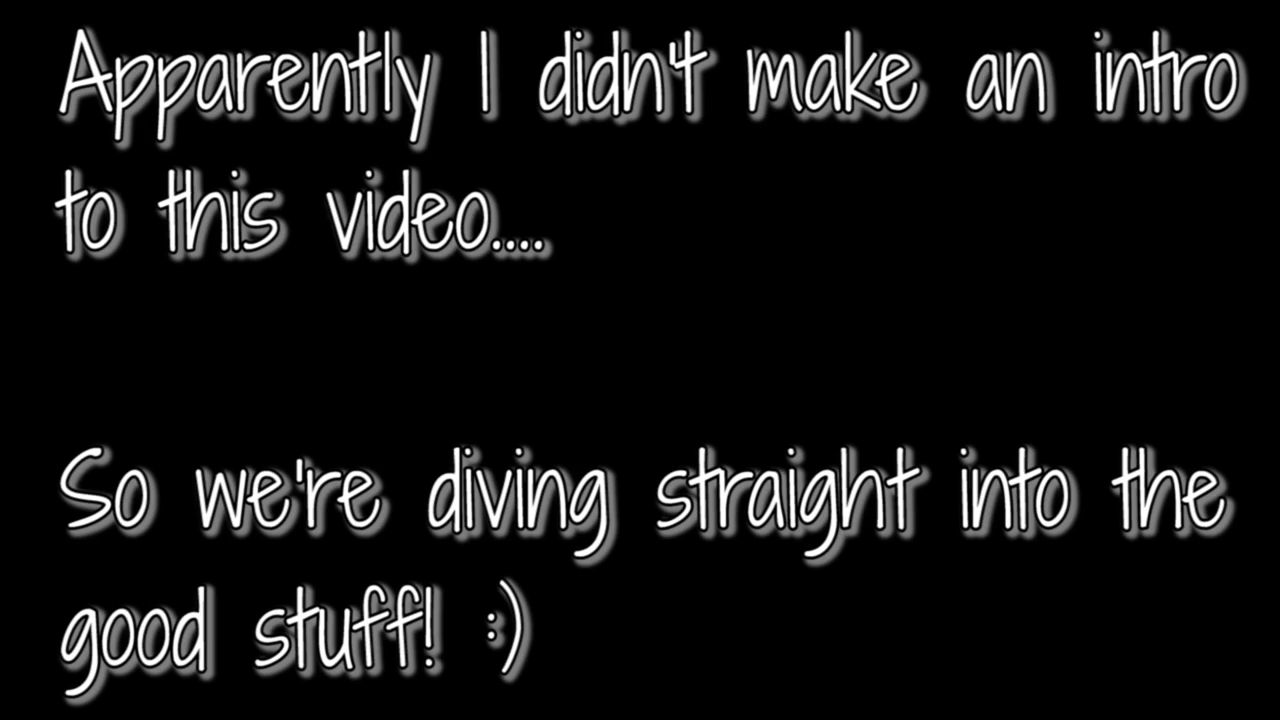 Apparently I didn't make an intro
to this video....
So we're diving straight into the
good stuff! :)